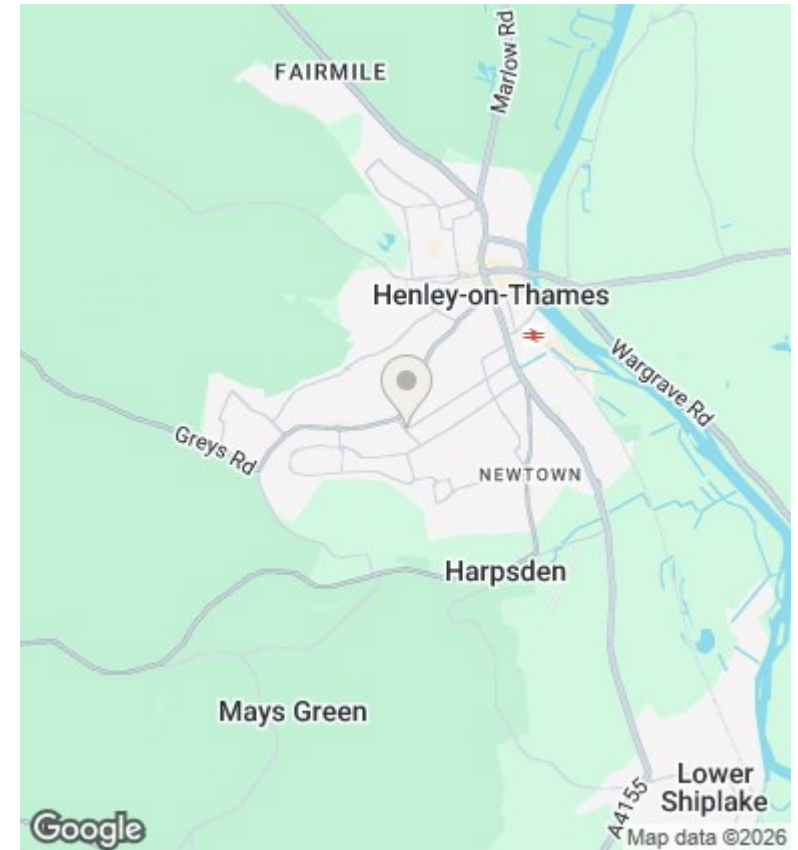 FAIRMILE
Marlow Rd
Henley-on-Thames
Wargrave Rd
Greys Rd
NEWTOWN
Harpsden
Mays Green
Lower
Shiplake
A4155
Google
Map data ©2026